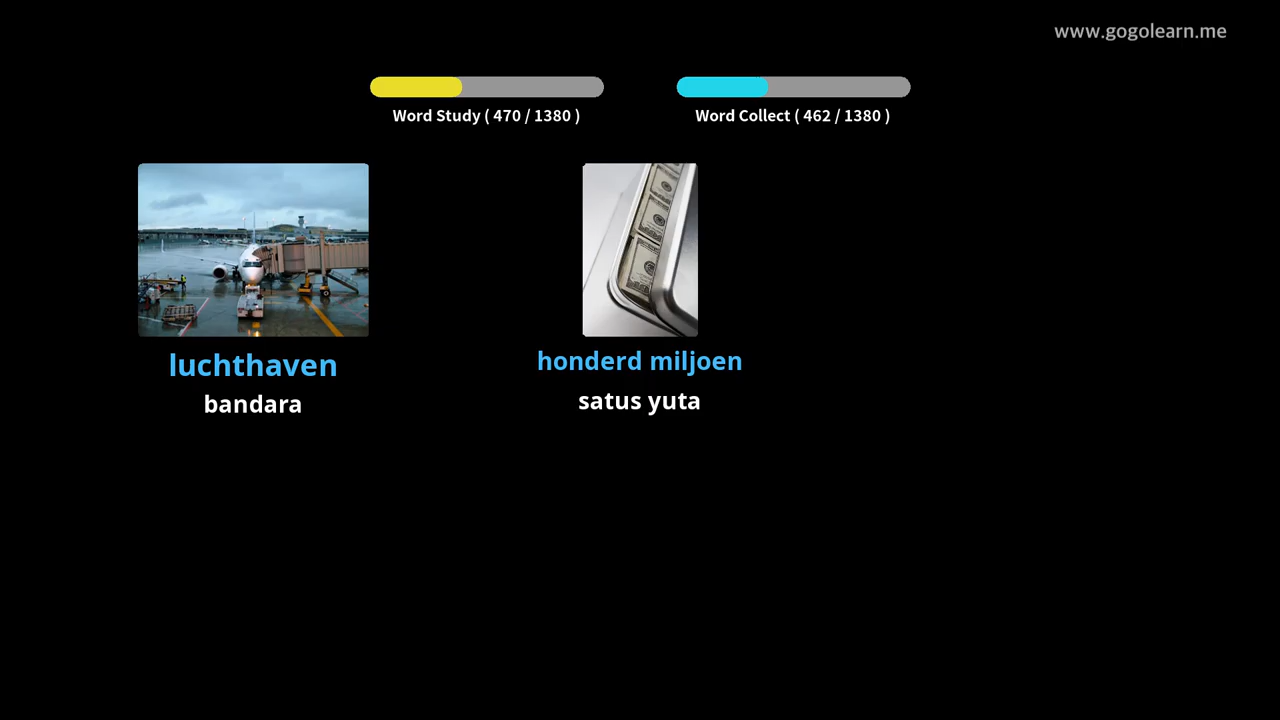 www.gogolearn.me
Word Study ( 470 / 1380 )
Word Collect ( 462 / 1380 )
luchthaven
bandara
honderd miljoen
satus yuta